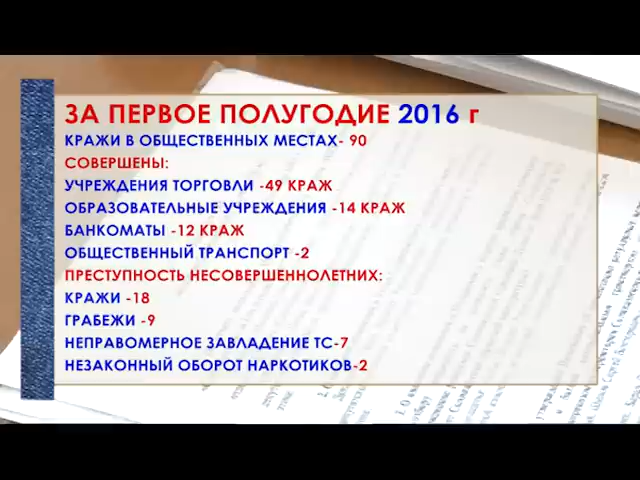 ЗА ПЕРВОЕ ПОЛУГОДИЕ 2016 г
КРАЖИ В ОБЩЕСТВЕННЫХ МЕСТАХ- 90
СОВЕРШЕНЫ:
УЧРЕЖДЕНИЯ ТОРГОВЛИ -49 КРАЖ
ОБРАЗОВАТЕЛЬНЫЕ УЧРЕЖДЕНИЯ -14 КРАЖ
БАНКОМАТЫ -12 КРАЖ
ОБЩЕСТВЕННЫЙ ТРАНСПОРТ -2
ПРЕСТУПНОСТЬ НЕСОВЕРШЕННОЛЕТНИХ:
КРАЖИ -18
ГРАБЕЖИ -9
НЕПРАВОМЕРНОЕ ЗАВЛАДЕНИЕ ТС-7
НЕЗАКОННЫЙ ОБОРОТ НАРКОТИКОВ-2